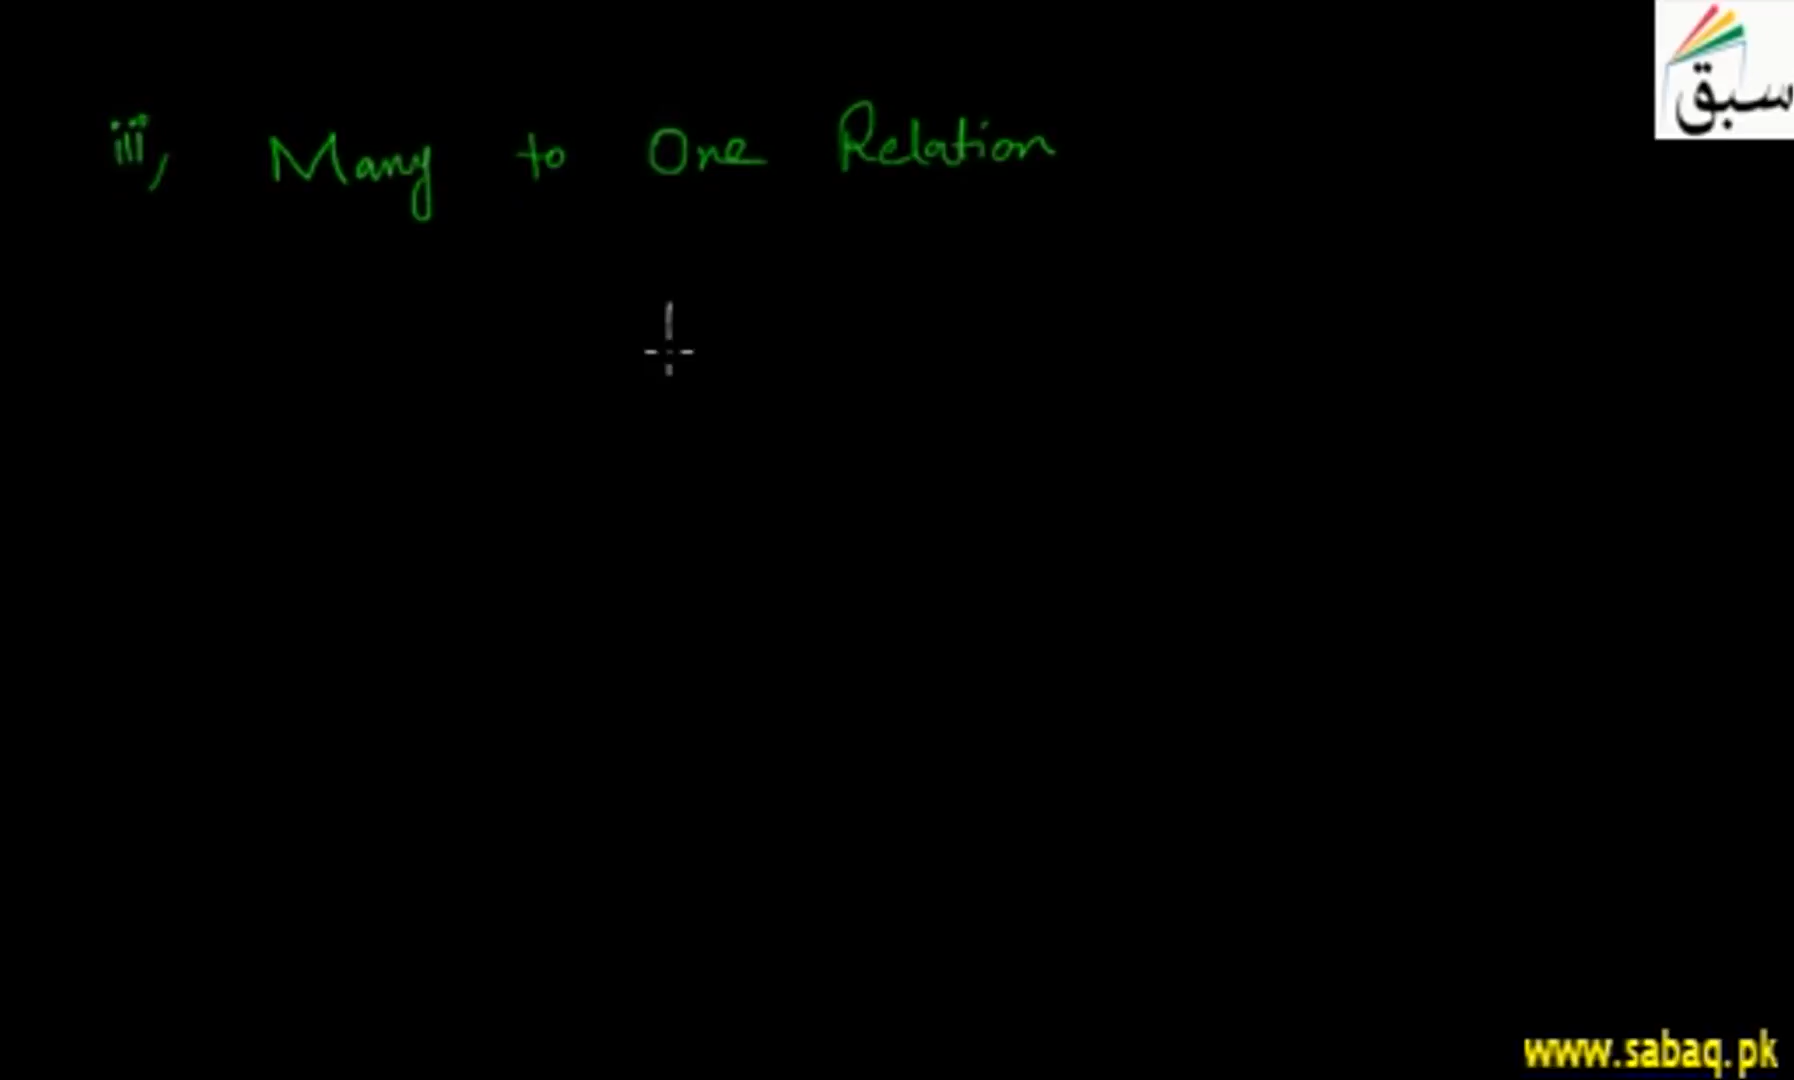 iii, Many to One Relation
سبق
www.sabaq.pk